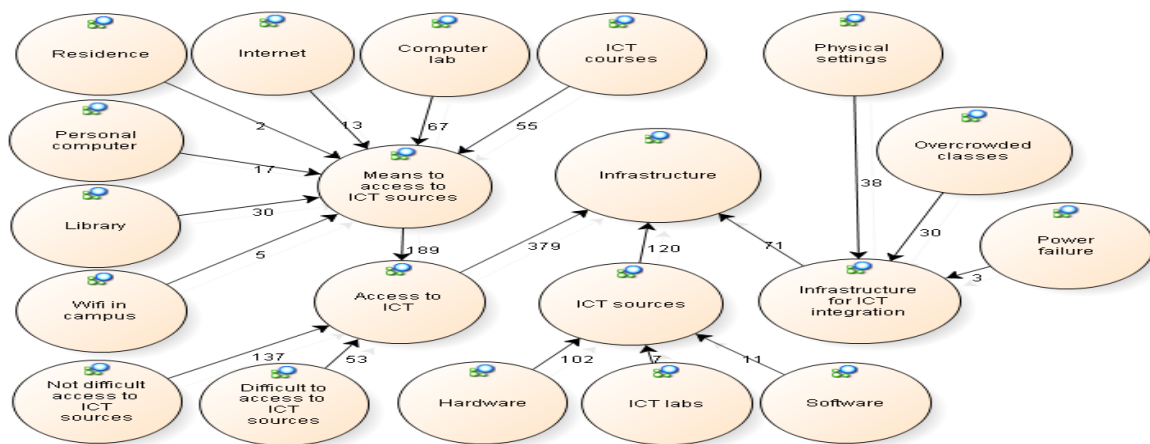 Residence
Internet
Computer
lab
ICT
courses
Physical
settings
Personal
computer
2
13
67
55
Overcrowded
classes
17
Means to
access to
ICT sources
Infrastructure
38
Library
30
189
379
120
71
30
Power
failure
5
3
Wifi in
campus
Access to
ICT
ICT sources
Infrastructure
for ICT
integration
137
53
102
7
11
Not difficult
access to
ICT
sources
Difficult to
access to
ICT
sources
Hardware
ICT labs
Software